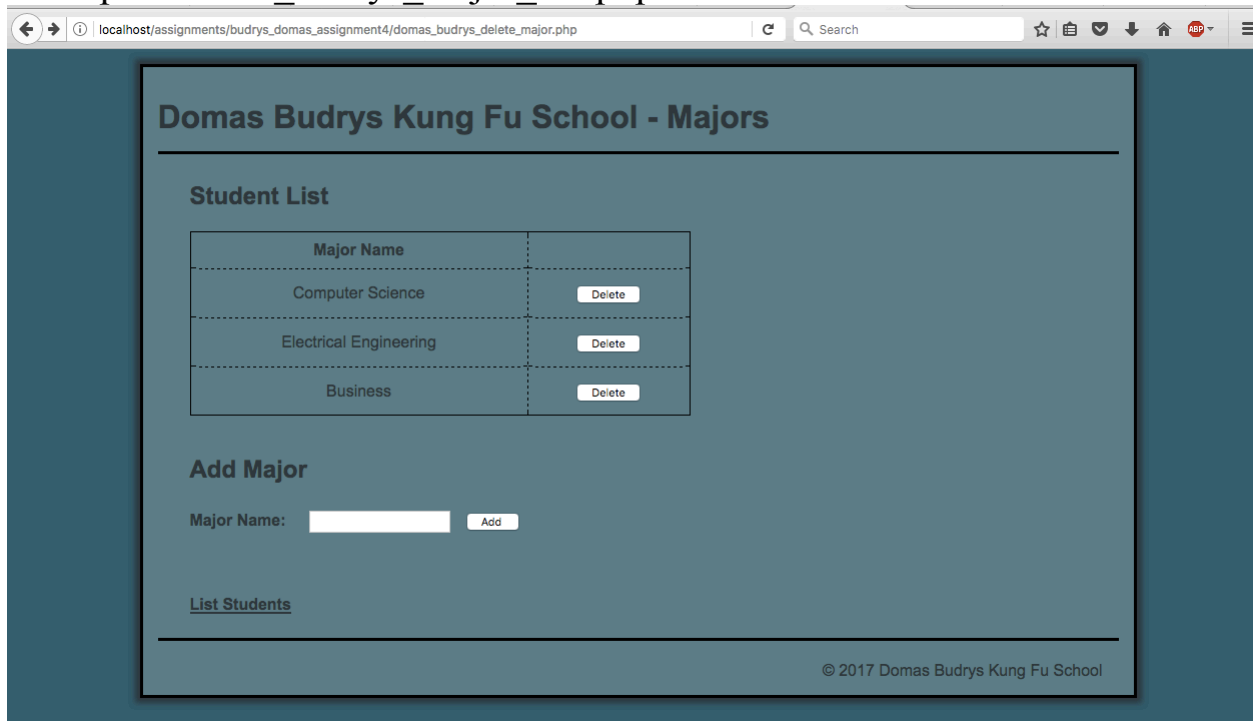 localhost/assignments/budrys_domas_assignment4/domas_budrys_delete_major.php
Search
ABP
Domas Budrys Kung Fu School - Majors
Student List
Major Name
Computer Science Delete
Electrical Engineering Delete
Business Delete
Add Major
Major Name: Add
List Students
© 2017 Domas Budrys Kung Fu School